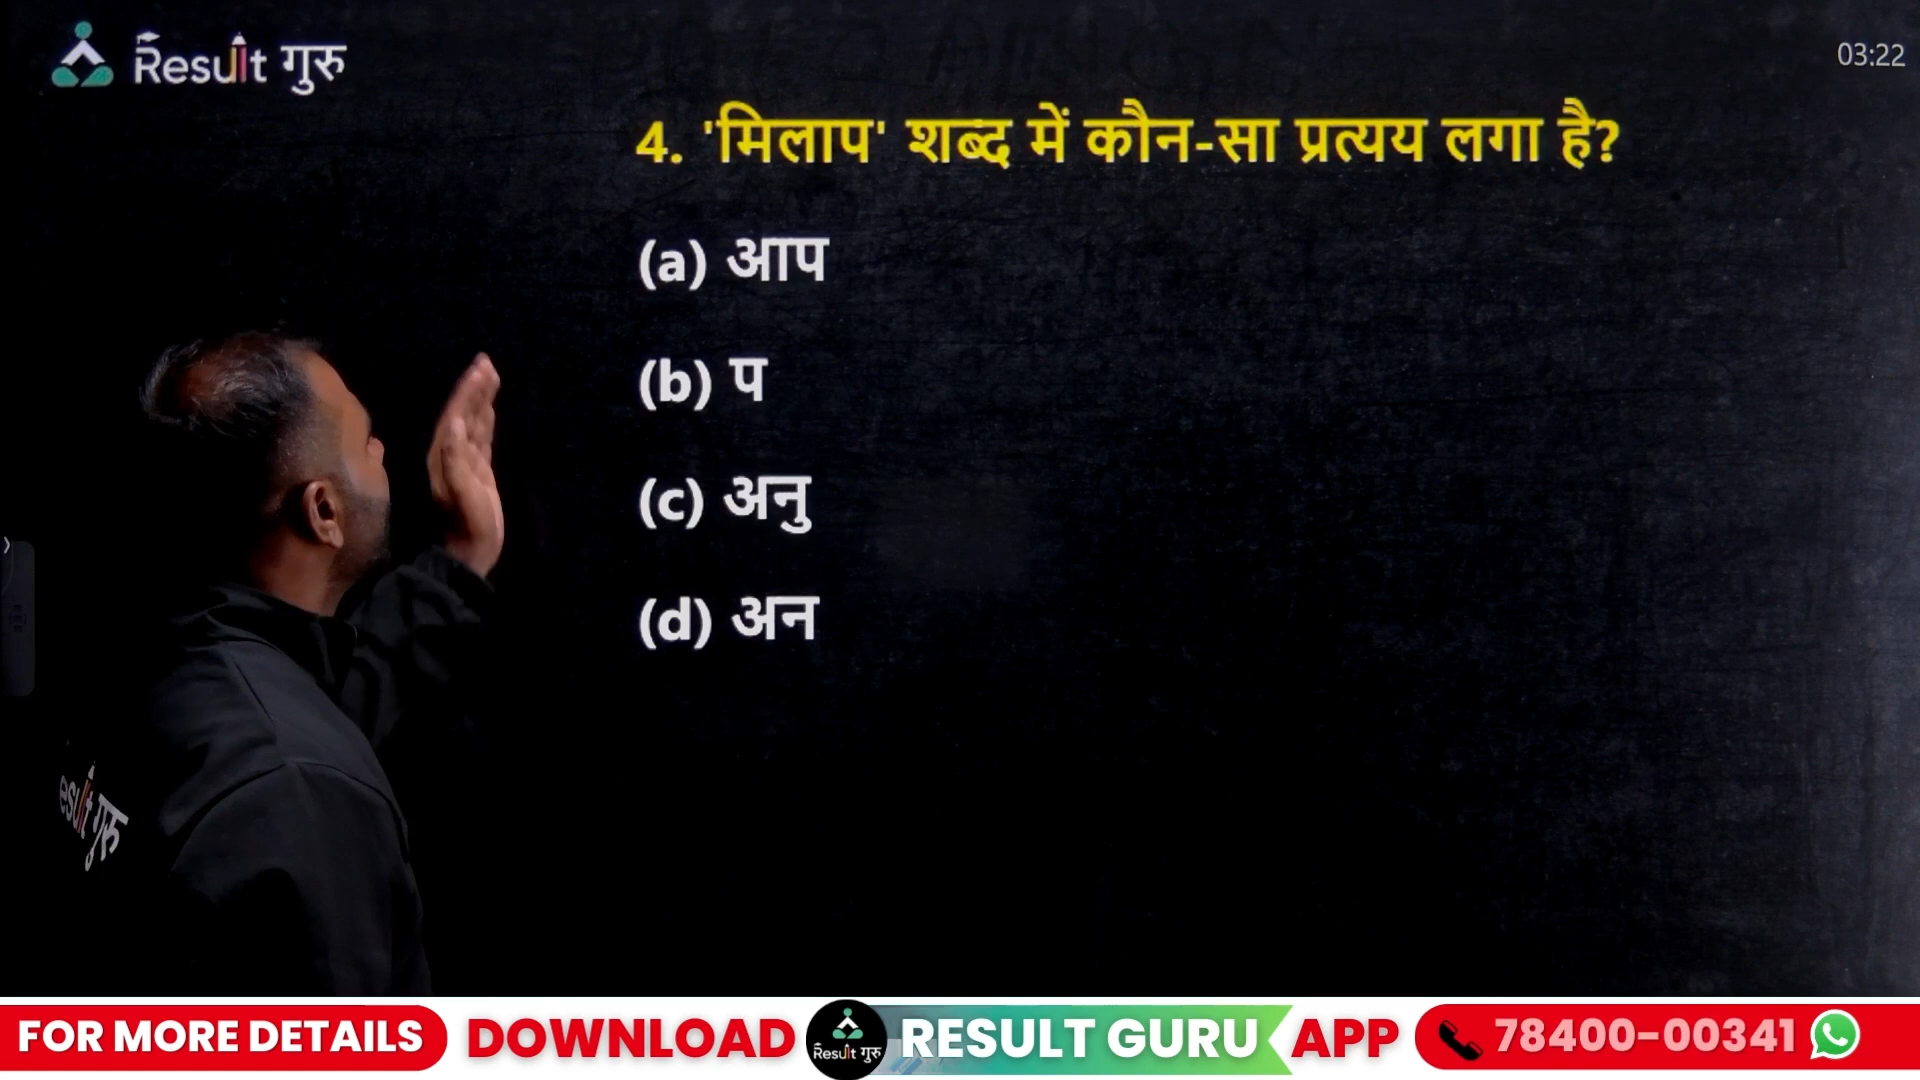 Result गुरु
03:22
4. 'मिलाप' शब्द में कौन-सा प्रत्यय लगा है?
(a) आप
(b) प
(c) अनु
(d) अन
esult गुरु
FOR MORE DETAILS DOWNLOAD Result गुरु RESULT GURU APP 78400-00341